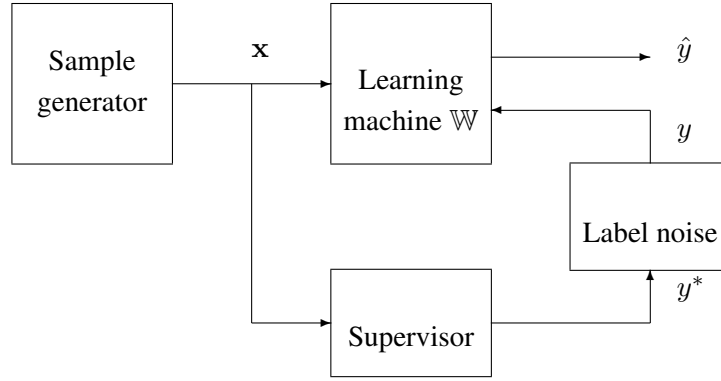 Sample
generator
𝐱
Learning
machine 𝕎
ŷ
y
Label noise
y*
Supervisor